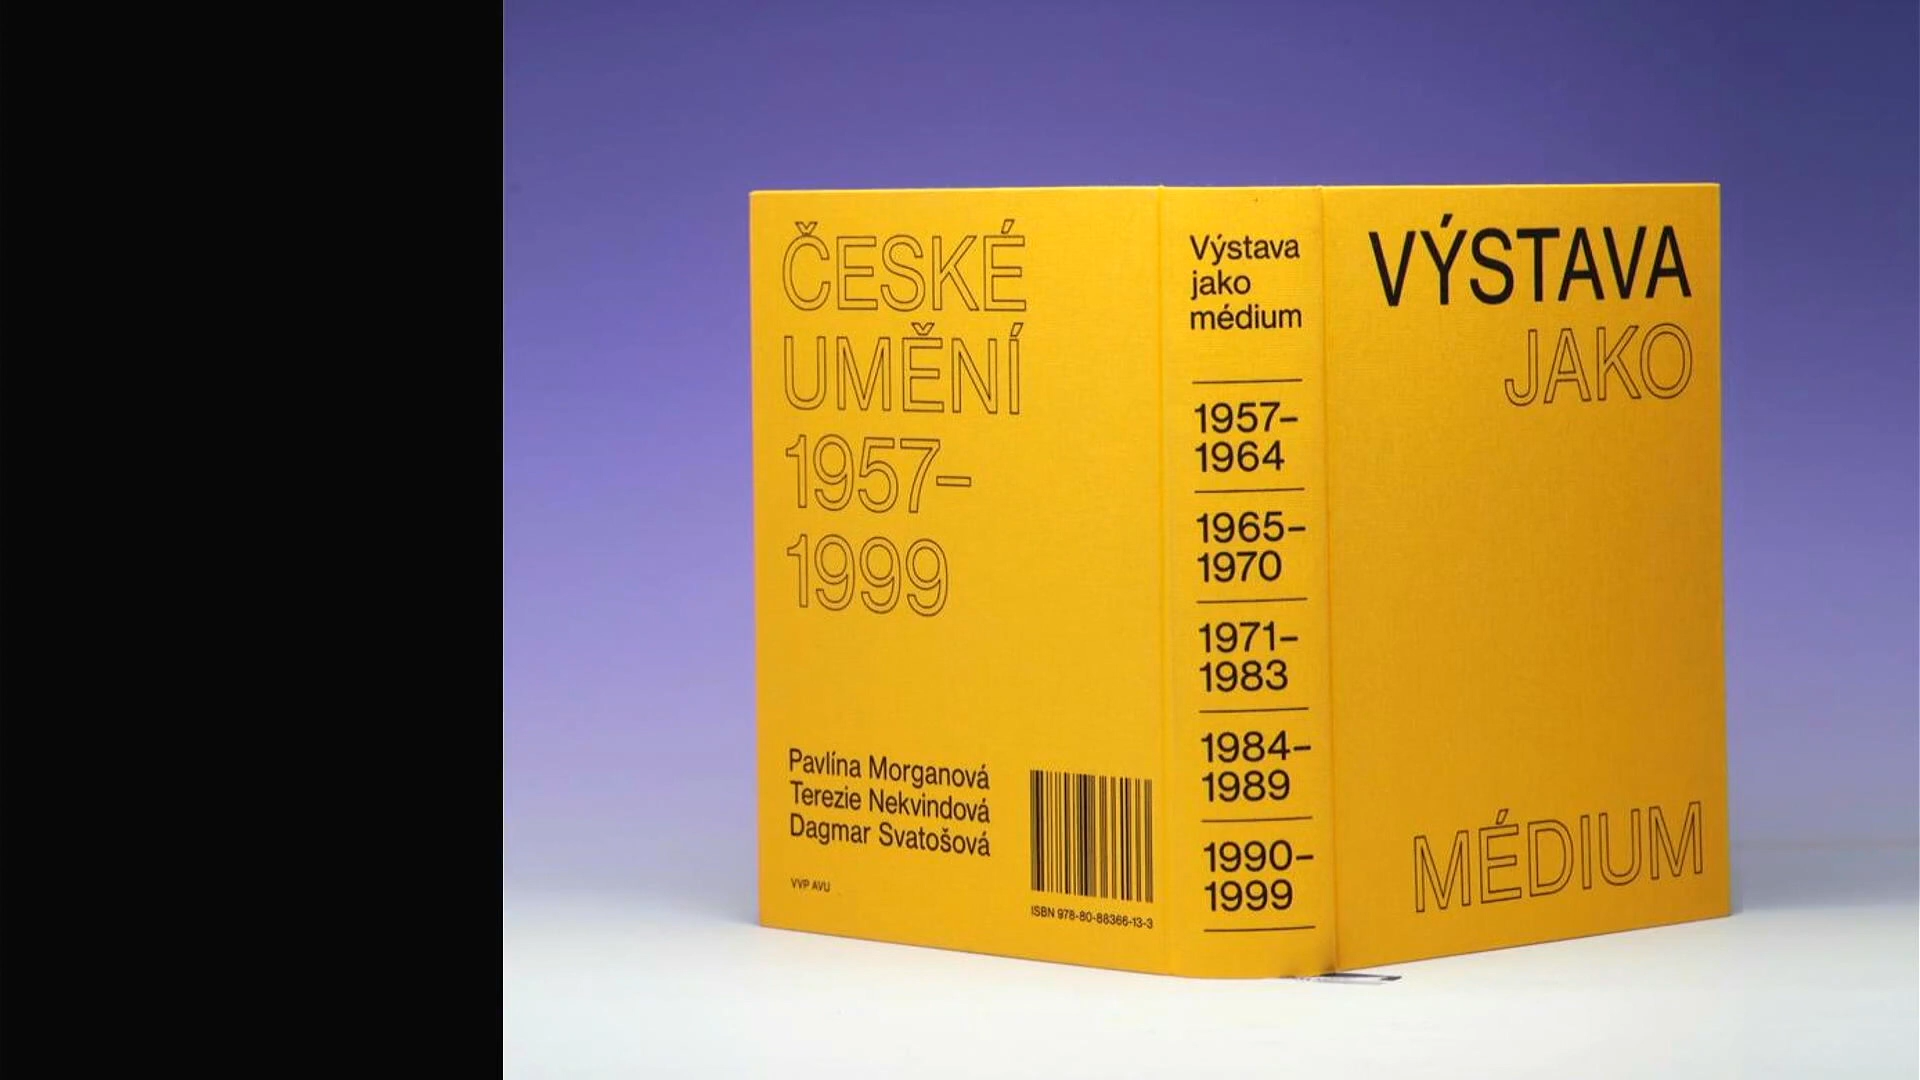 ČESKÉ
UMĚNÍ
1957–
1999
Pavlína Morganová
Terezie Nekvindová
Dagmar Svatošová
VVP AVU
ISBN 978-80-88366-13-3
Výstava
jako
médium
1957–
1964
1965–
1970
1971–
1983
1984–
1989
1990–
1999
VÝSTAVA
JAKO
MÉDIUM